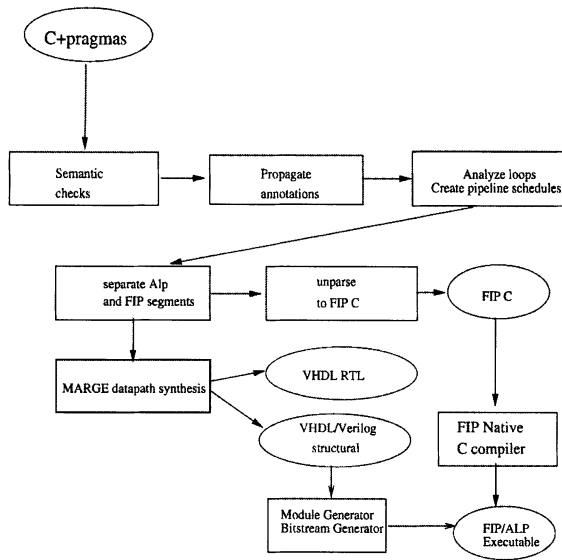 C+pragmas
Semantic
checks
Propagate
annotations
Analyze loops
Create pipeline schedules
separate Alp
and FIP segments
unparse
to FIP C
FIP C
MARGE datapath synthesis
VHDL RTL
VHDL/Verilog
structural
FIP Native
C compiler
Module Generator
Bitstream Generator
FIP/ALP
Executable